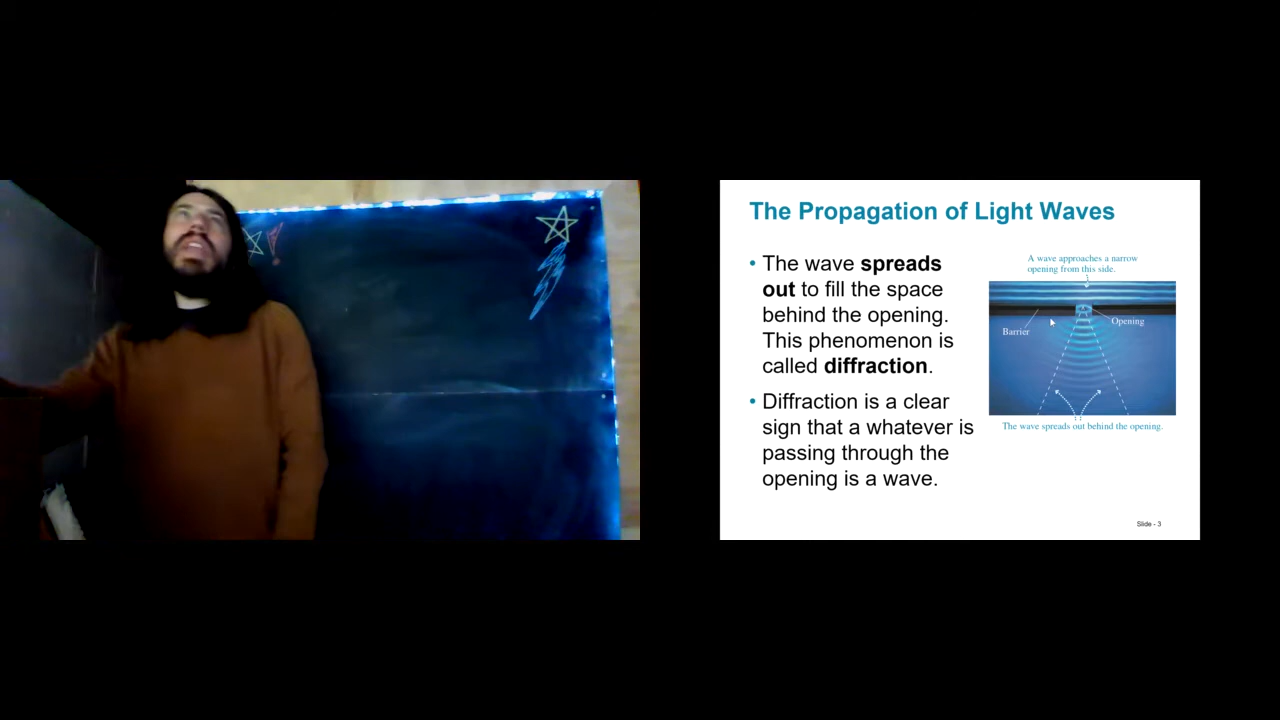 The Propagation of Light Waves
• The wave spreads
out to fill the space
behind the opening.
This phenomenon is
called diffraction.
• Diffraction is a clear
sign that a whatever is
passing through the
opening is a wave.
A wave approaches a narrow
opening from this side.
Barrier
Opening
The wave spreads out behind the opening.
Slide - 3